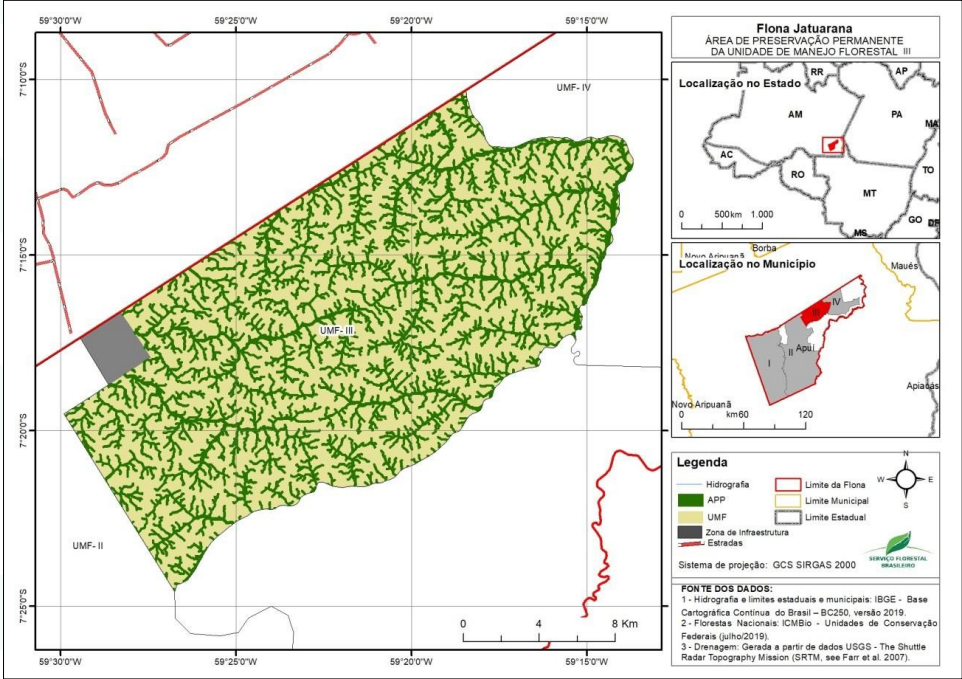 59°30'0"W
59°25'0"W
59°20'0"W
59°15'0"W
7°10'0"S
7°15'0"S
7°20'0"S
7°25'0"S
UMF- IV
UMF- III
UMF- II
0 4 8 Km
59°30'0"W
59°25'0"W
59°20'0"W
59°15'0"W
Flona Jatuarana
ÁREA DE PRESERVAÇÃO PERMANENTE
DA UNIDADE DE MANEJO FLORESTAL III
Localização no Estado
RR
AP
AM
PA
MA
AC
RO
TO
MT
GO
DF
MS
0 500km 1.000
Borba
Novo Aripuanã
Localização no Município
Maués
IV
III
II
Apuí
I
Apiacás
Novo Aripuanã
0 km60 120
Legenda
Hidrografia
APP
UMF
Zona de Infraestrutura
Estradas
Limite da Flona
Limite Municipal
Limite Estadual
N
W E
S
SERVIÇO FLORESTAL
BRASILEIRO
Sistema de projeção: GCS SIRGAS 2000
FONTE DOS DADOS:
1 - Hidrografia e limites estaduais e municipais: IBGE - Base
Cartográfica Contínua do Brasil – BC250, versão 2019.
2 - Florestas Nacionais: ICMBio - Unidades de Conservação
Federais (julho/2019).
3 - Drenagem: Gerada a partir de dados USGS - The Shuttle
Radar Topography Mission (SRTM, see Farr et al. 2007).